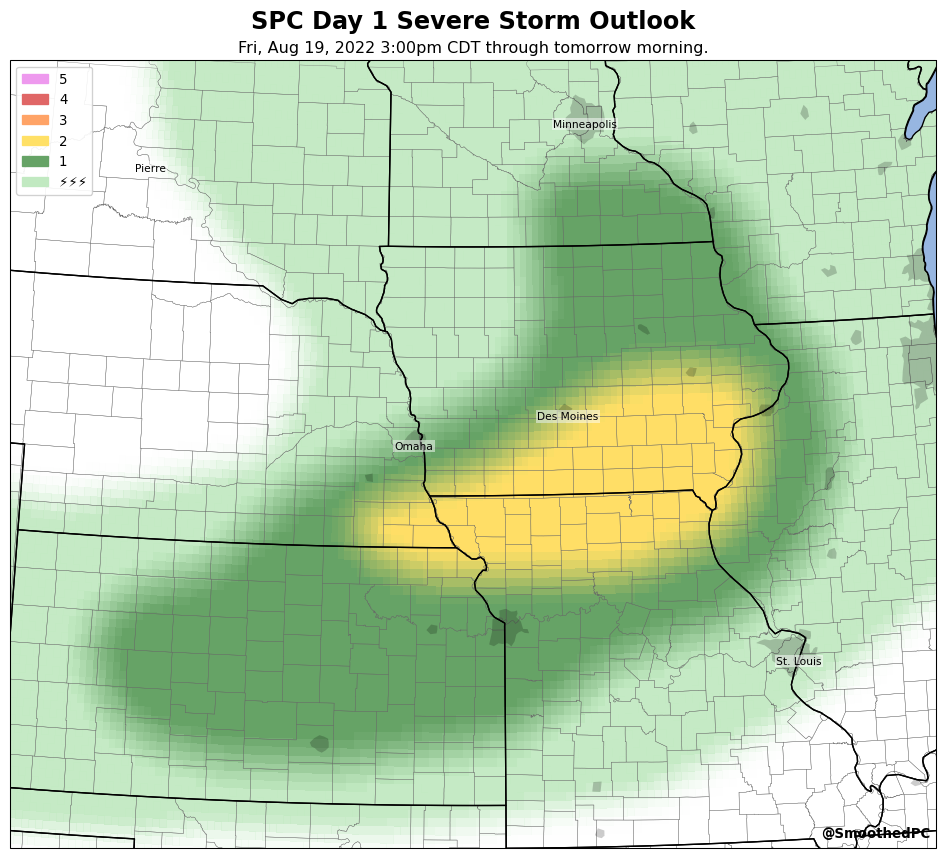 SPC Day 1 Severe Storm Outlook
Fri, Aug 19, 2022 3:00pm CDT through tomorrow morning.
5
4
3
2
1
⚡⚡⚡
Minneapolis
Pierre
Des Moines
Omaha
St. Louis
@SmoothedPC